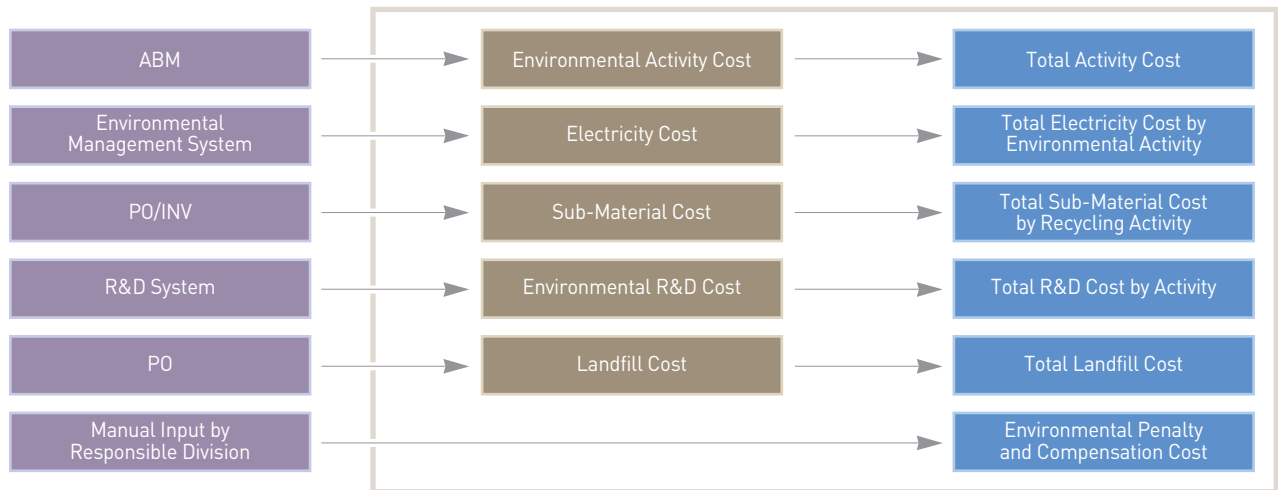 ABM
Environmental Activity Cost
Total Activity Cost
Environmental
Management System
Electricity Cost
Total Electricity Cost by
Environmental Activity
PO/INV
Sub-Material Cost
Total Sub-Material Cost
by Recycling Activity
R&D System
Environmental R&D Cost
Total R&D Cost by Activity
PO
Landfill Cost
Total Landfill Cost
Manual Input by
Responsible Division
Environmental Penalty
and Compensation Cost